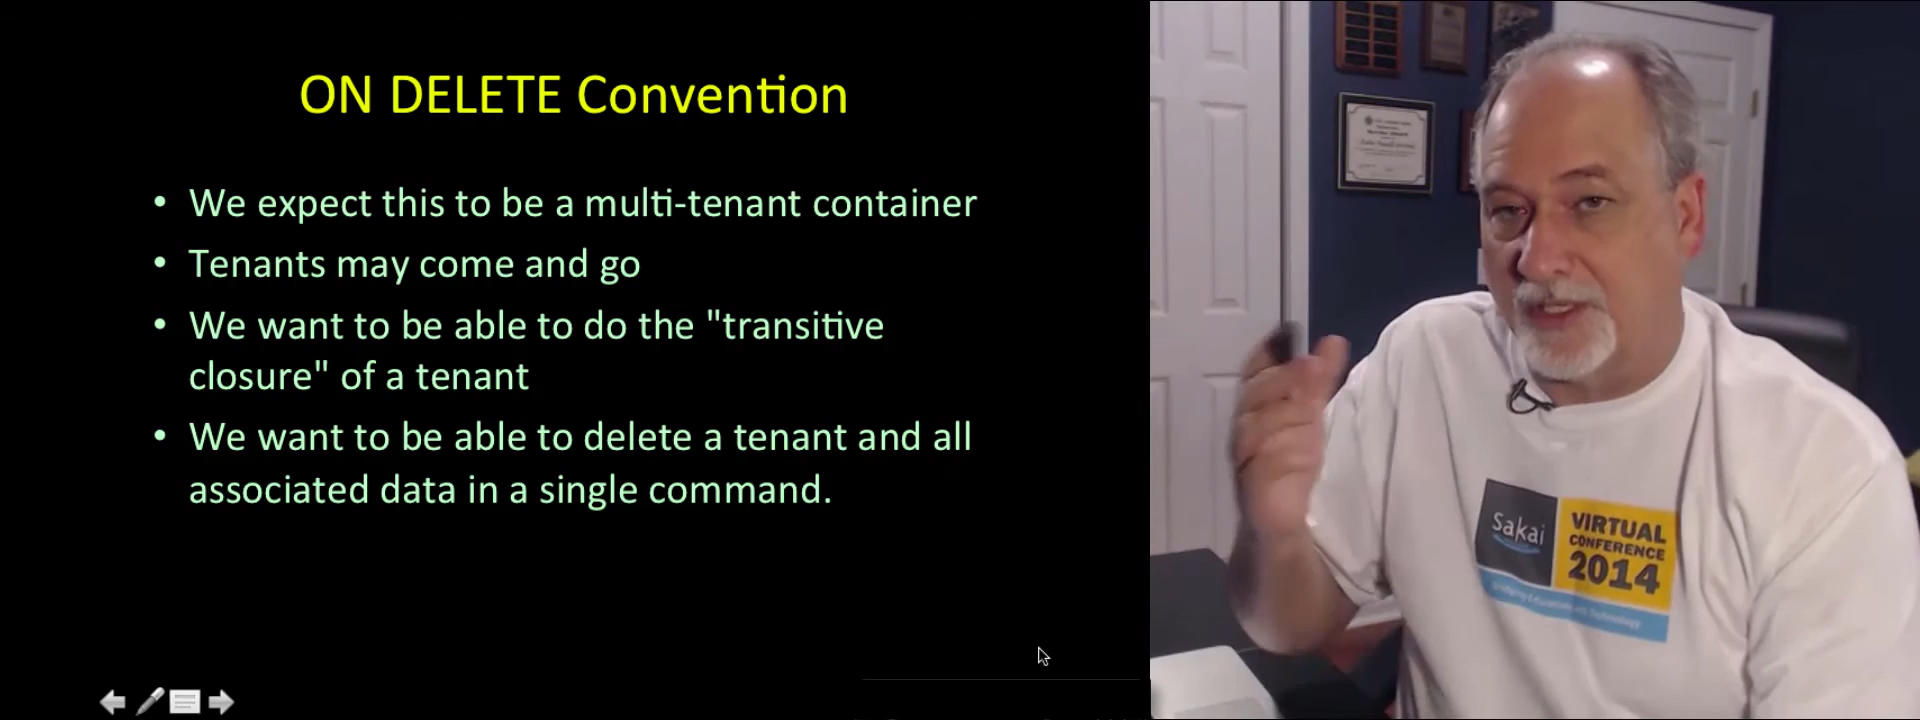 ON DELETE Convention
• We expect this to be a multi-tenant container
• Tenants may come and go
• We want to be able to do the "transitive
closure" of a tenant
• We want to be able to delete a tenant and all
associated data in a single command.
Sakai
VIRTUAL
CONFERENCE
2014